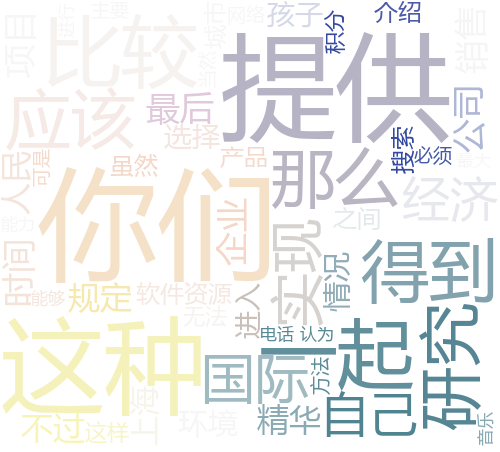 进行
主要
城市
网络
孩子
积分
介绍
项目
比较
当然
提供
销售
应该
最后
选择
公司
搜索
必须
最大
人民
可是
虽然
产品
那么
经济
你们
企业
之间
时间
实现
得到
能力
能够
规定
软件
资源
进入
情况
无法
研究
这种
电话
认为
一起
国际
方法
自己
不过
这样
上海
环境
精华
音乐